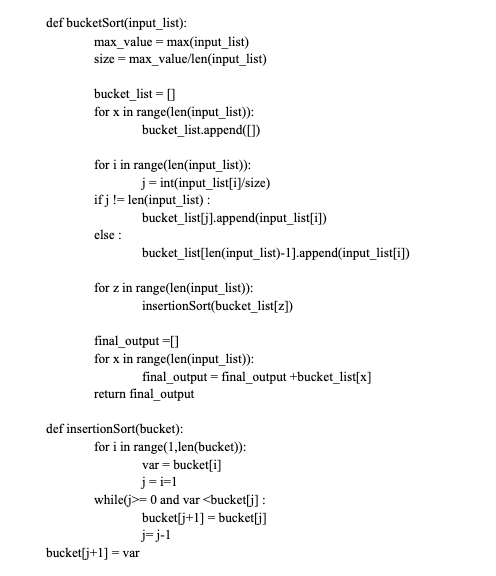 def bucketSort(input_list):
max_value = max(input_list)
size = max_value/len(input_list)
bucket_list = []
for x in range(len(input_list)):
bucket_list.append([])
for i in range(len(input_list)):
j = int(input_list[i]/size)
if j != len(input_list) :
bucket_list[j].append(input_list[i])
else :
bucket_list[len(input_list)-1].append(input_list[i])
for z in range(len(input_list)):
insertionSort(bucket_list[z])
final_output =[]
for x in range(len(input_list)):
final_output = final_output +bucket_list[x]
return final_output
def insertionSort(bucket):
for i in range(1,len(bucket)):
var = bucket[i]
j = i=1
while(j>= 0 and var <bucket[j] :
bucket[j+1] = bucket[j]
j= j-1
bucket[j+1] = var